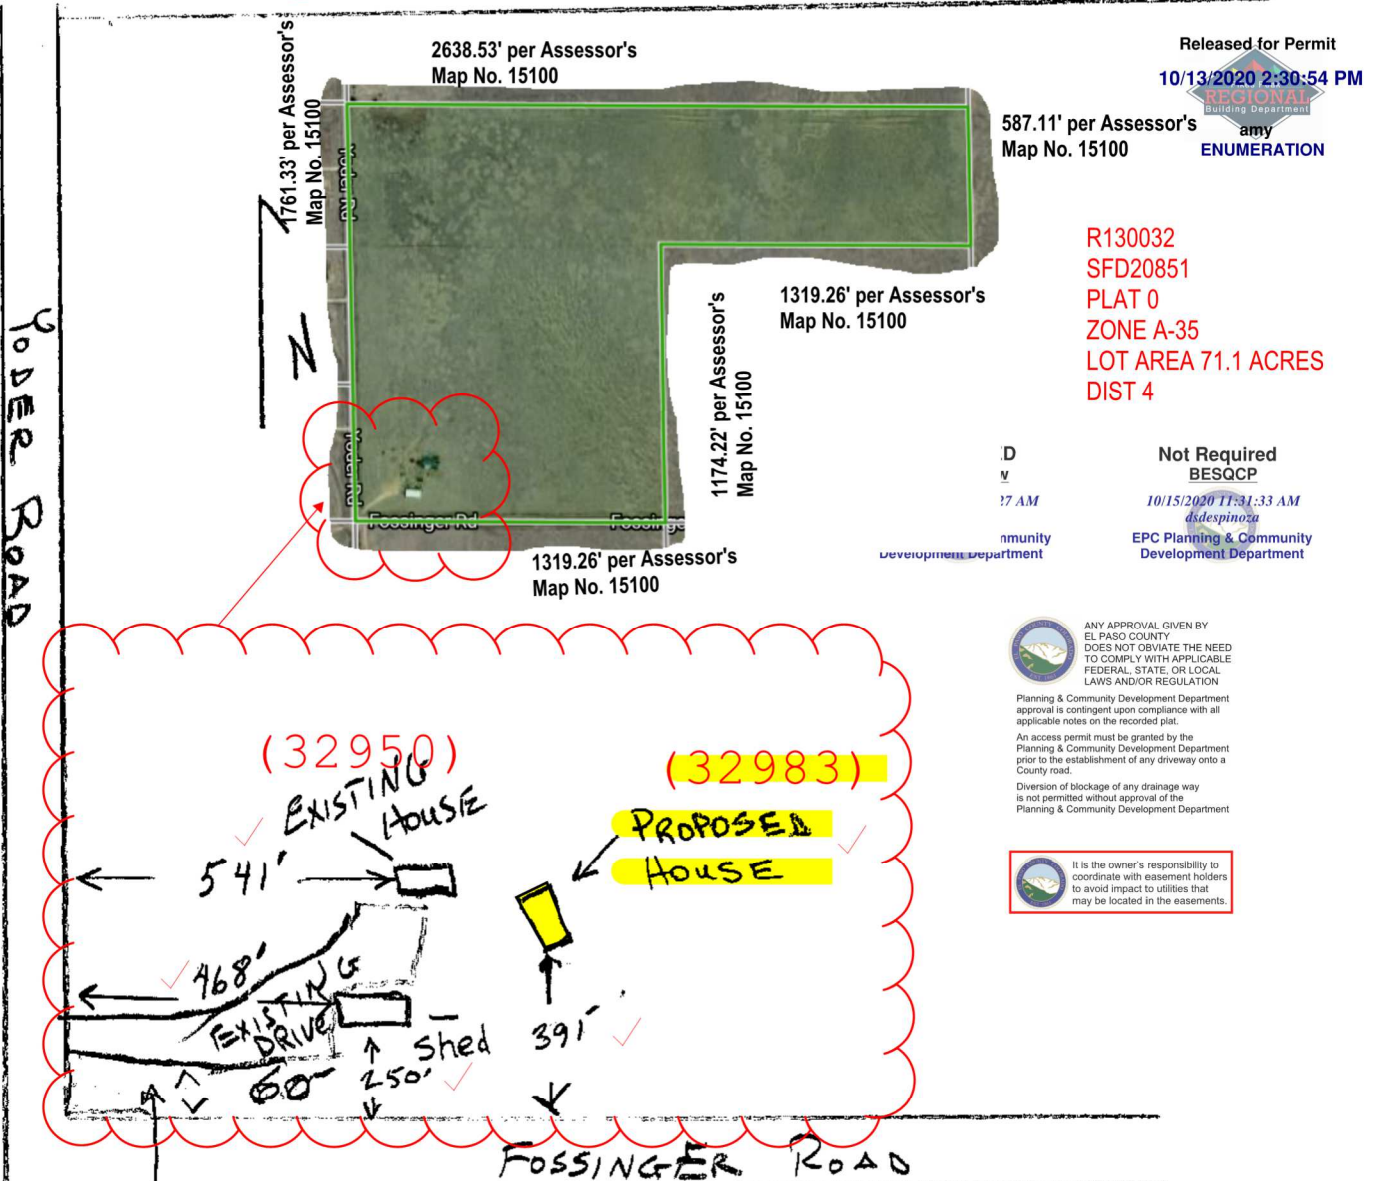 2638.53' per Assessor's
Map No. 15100
1761.33' per Assessor's
Map No. 15100
Released for Permit
10/13/2020 2:30:54 PM
REGIONAL
Building Department
amy
ENUMERATION
587.11' per Assessor's
Map No. 15100
Yoder Rd
R130032
SFD20851
PLAT 0
ZONE A-35
LOT AREA 71.1 ACRES
DIST 4
1319.26' per Assessor's
Map No. 15100
N
1174.22' per Assessor's
Map No. 15100
YODER ROAD
Yoder Rd
Fossinger Rd
Fossinge
1319.26' per Assessor's
Map No. 15100
27 AM
Development Department
Not Required
BESQCP
10/15/2020 11:31:33 AM
dsdespinoza
EPC Planning & Community
Development Department
ANY APPROVAL GIVEN BY
EL PASO COUNTY
DOES NOT OBVIATE THE NEED
TO COMPLY WITH APPLICABLE
FEDERAL, STATE, OR LOCAL
LAWS AND/OR REGULATION
Planning & Community Development Department
approval is contingent upon compliance with all
applicable notes on the recorded plat.
An access permit must be granted by the
Planning & Community Development Department
prior to the establishment of any driveway onto a
County road.
Diversion of blockage of any drainage way
is not permitted without approval of the
Planning & Community Development Department
It is the owner's responsibility to
coordinate with easement holders
to avoid impact to utilities that
may be located in the easements.
(32950)
EXISTING
HOUSE
(32983)
PROPOSED
HOUSE
541'
468'
EXISTING
DRIVE
Shed
391'
60'
250'
FOSSINGER ROAD